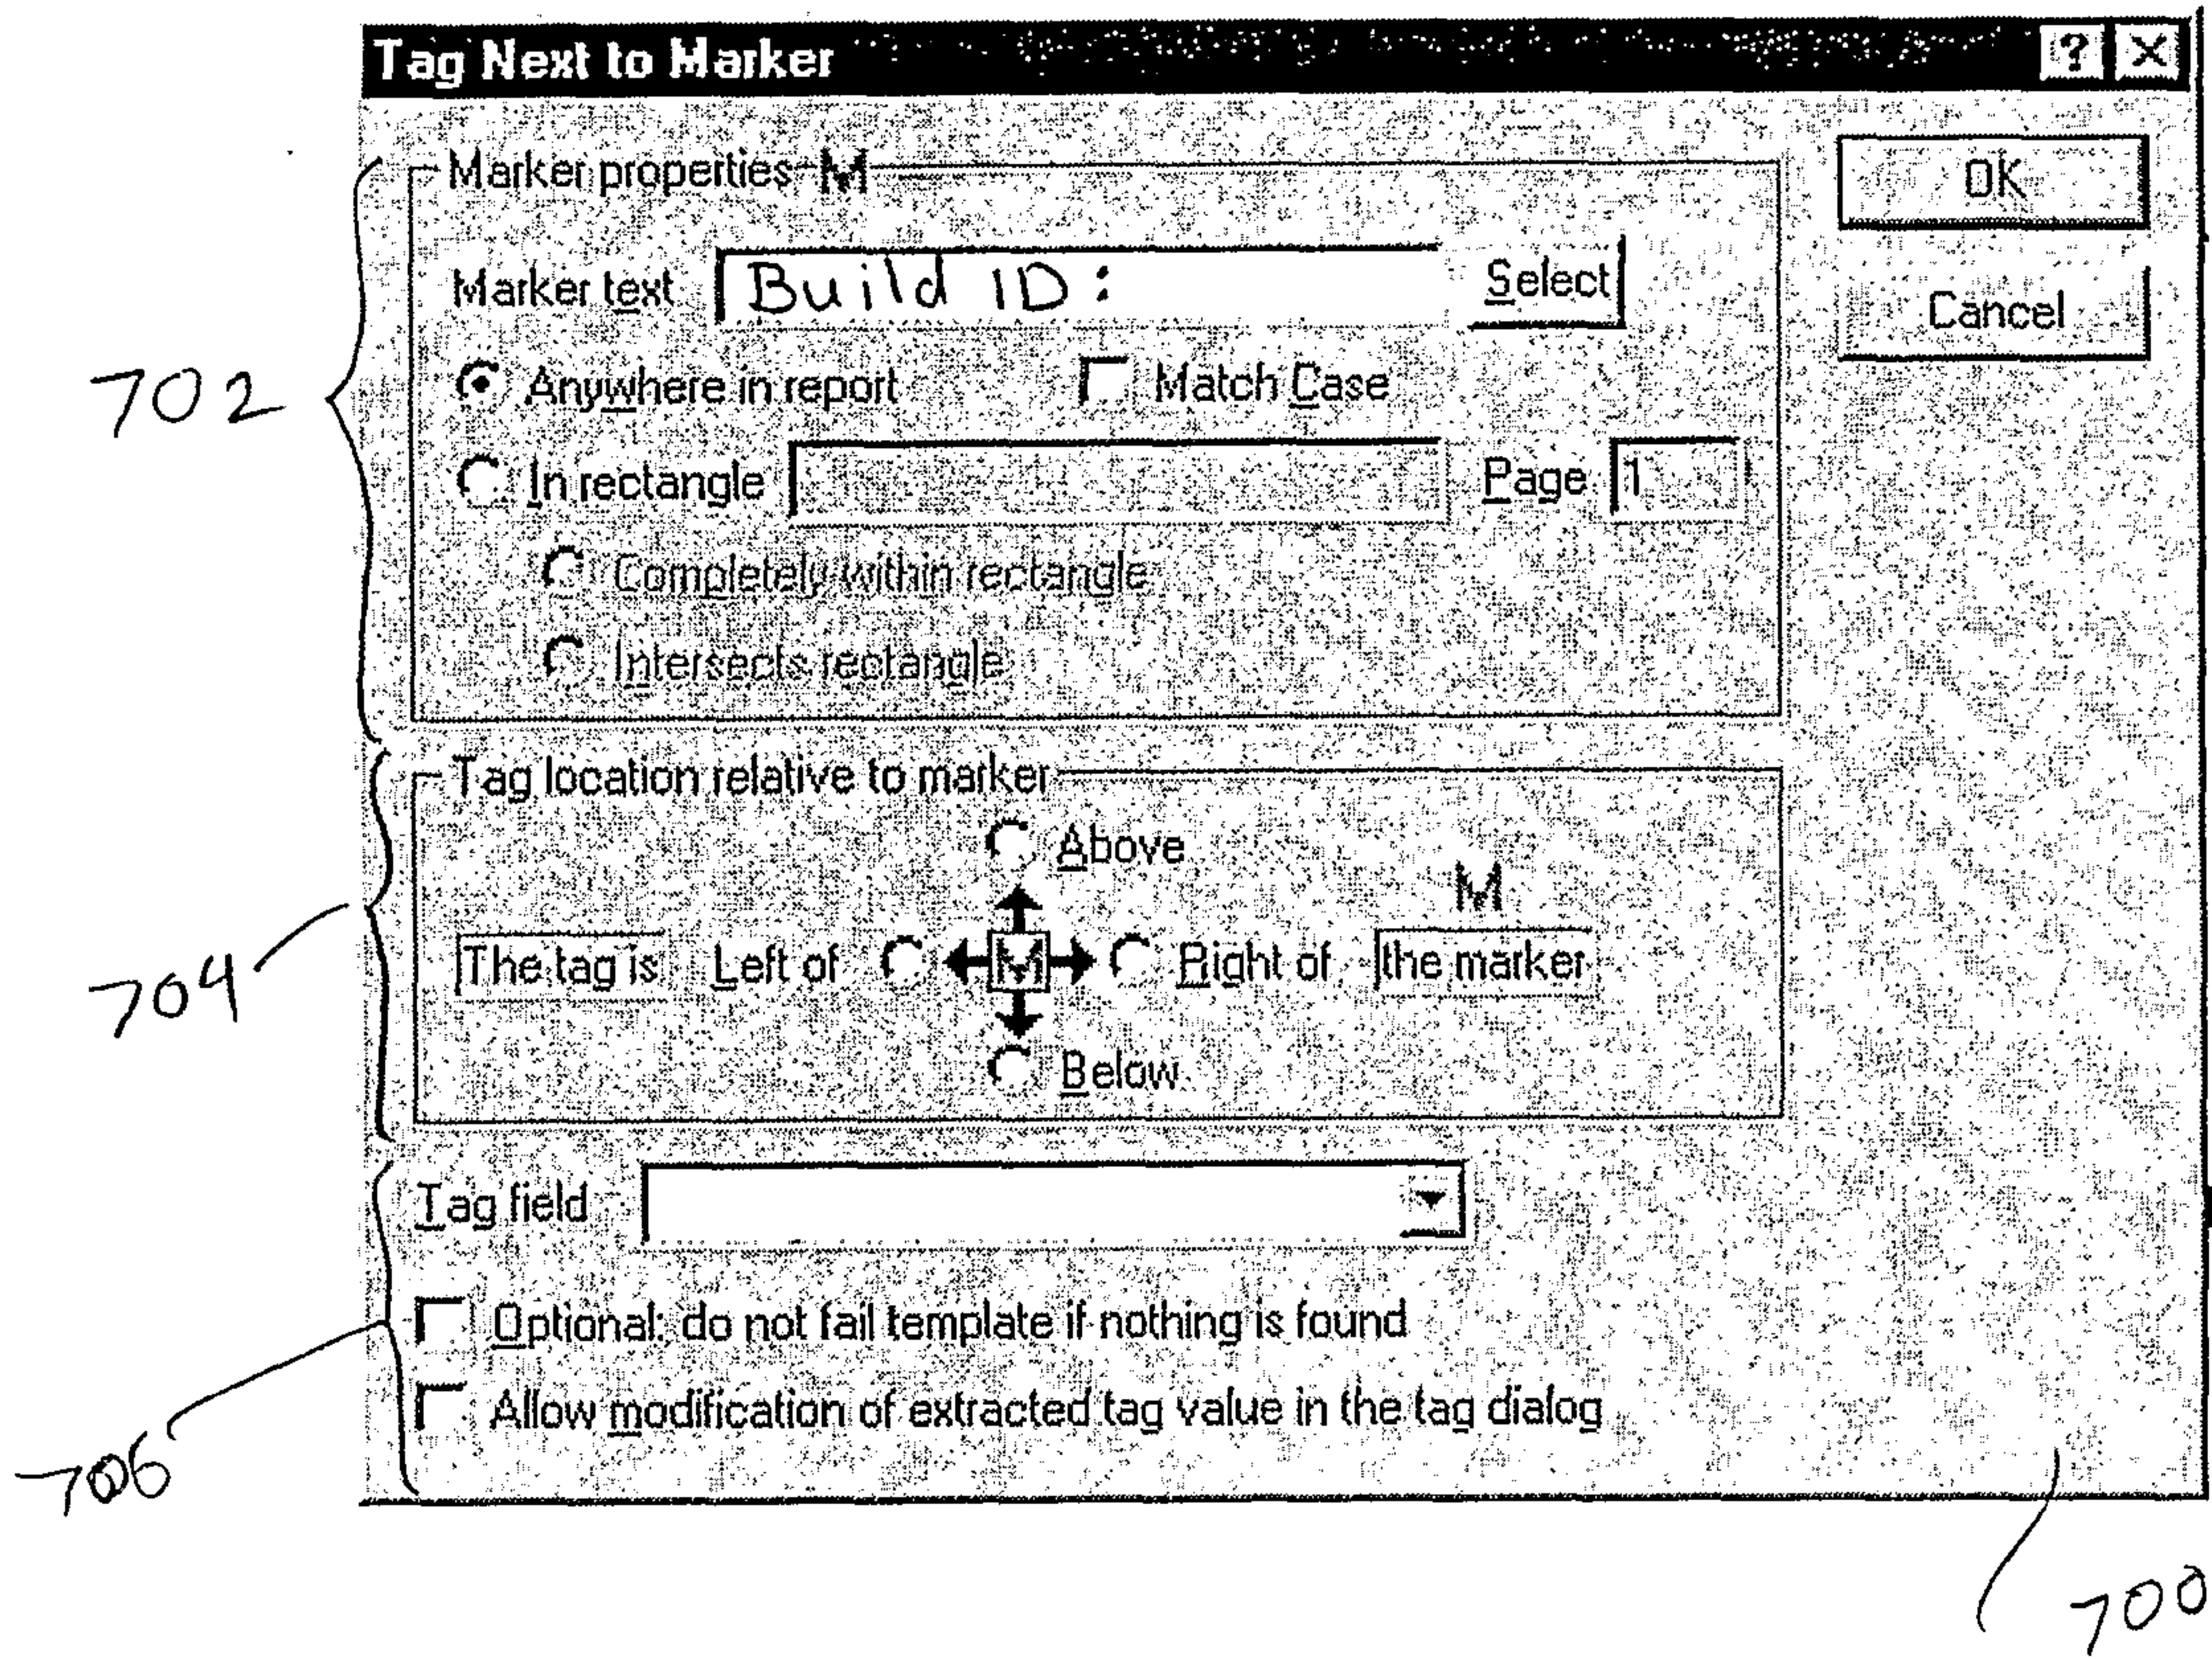 Tag Next to Marker ? X
Marker properties M
OK
Marker text Build ID: Select
Cancel
702
Anywhere in report Match Case
In rectangle Page 1
Completely within rectangle
Intersects rectangle
Tag location relative to marker
Above
M
704
The tag is Left of M Right of the marker
Below
Tag field
Optional: do not fail template if nothing is found
Allow modification of extracted tag value in the tag dialog
706
700